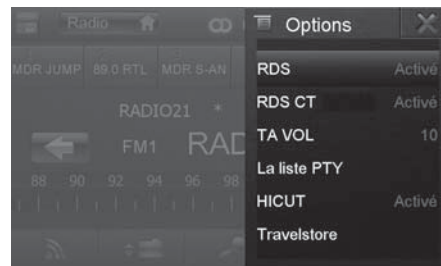 Radio
Options
MDR JUMP 89.0 RTL MDR S-AN
RDS Activé
RADIO21 *
RDS CT Activé
FM1 RAD
TA VOL 10
La liste PTY
88 90 92 94 96 98
HICUT Activé
Travelstore